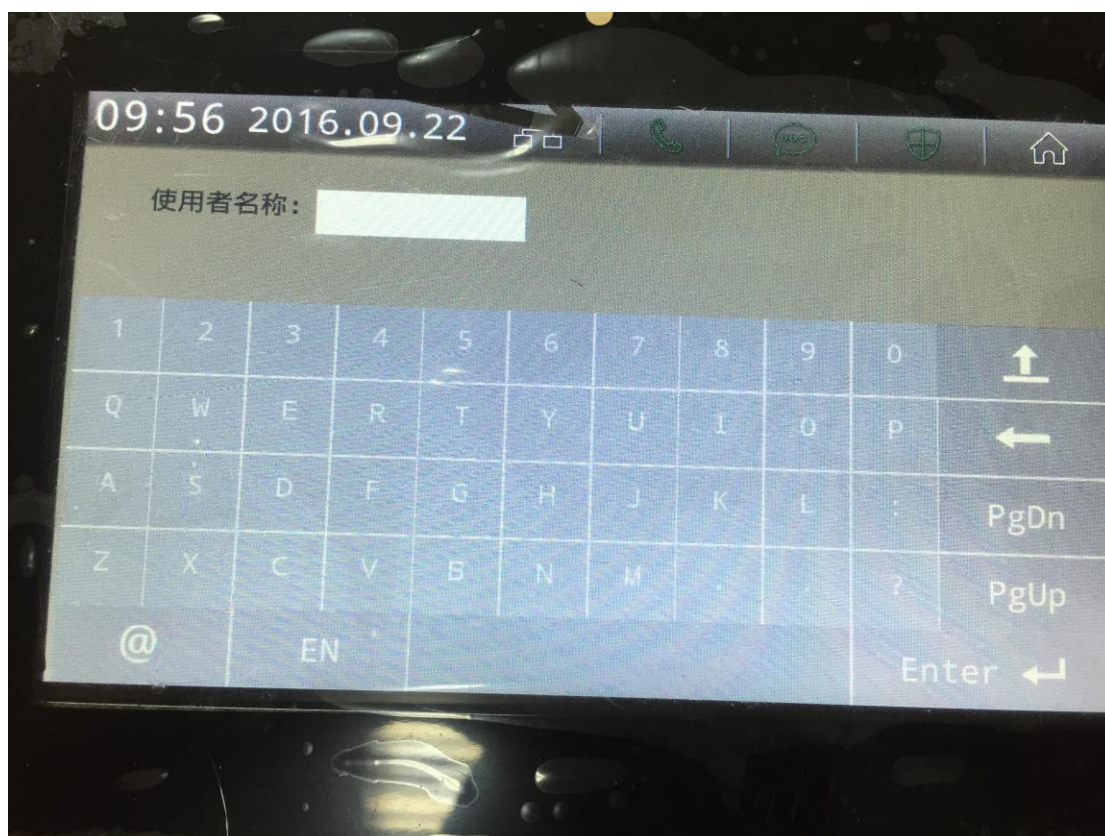 09:56 2016.09.22
使用者名称:
1 2 3 4 5 6 7 8 9 0
Q W E R T Y U I O P
A S D F G H J K L : PgDn
Z X C V B N M , . ? PgUp
@ EN Enter